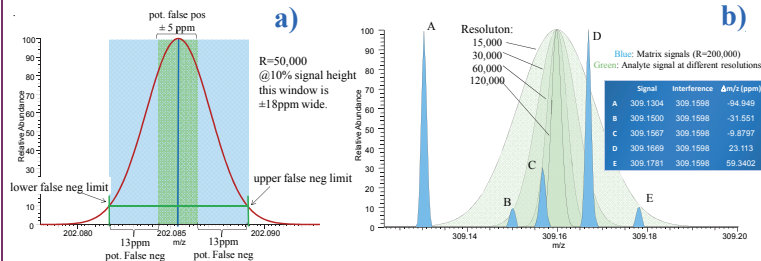 a)
pot. false pos
± 5 ppm
100
90
80
70
60
50
40
30
20
10
0
Relative Abundance
R=50,000
@10% signal height
this window is
±18ppm wide.
lower false neg limit
upper false neg limit
202.080
202.085
202.090
m/z
13ppm
pot. False neg
13ppm
pot. False neg
b)
100
90
80
70
60
50
40
30
20
10
0
Relative Abundance
Resoluton:
15,000
30,000
60,000
120,000
A
B
C
D
E
Blue: Matrix signals (R=200,000)
Green: Analyte signal at different resolutions
Signal Interference Δm/z (ppm)
A 309.1304 309.1598 -94.949
B 309.1500 309.1598 -31.551
C 309.1567 309.1598 -9.8797
D 309.1669 309.1598 23.113
E 309.1781 309.1598 59.3402
309.14
309.16
309.18
309.20
m/z